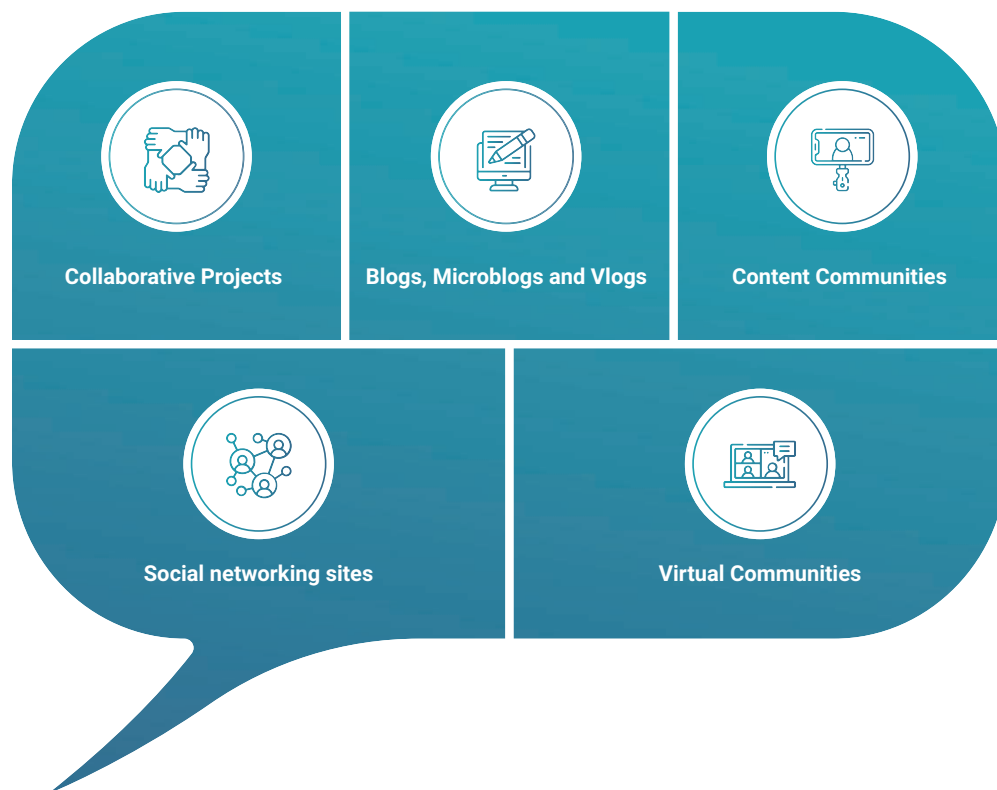 Collaborative Projects
Blogs, Microblogs and Vlogs
Content Communities
Social networking sites
Virtual Communities